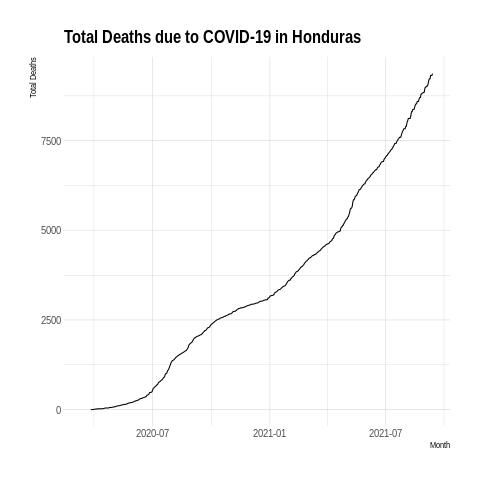 Total Deaths due to COVID-19 in Honduras
Total Deaths
7500
5000
2500
0
2020-07
2021-01
2021-07
Month